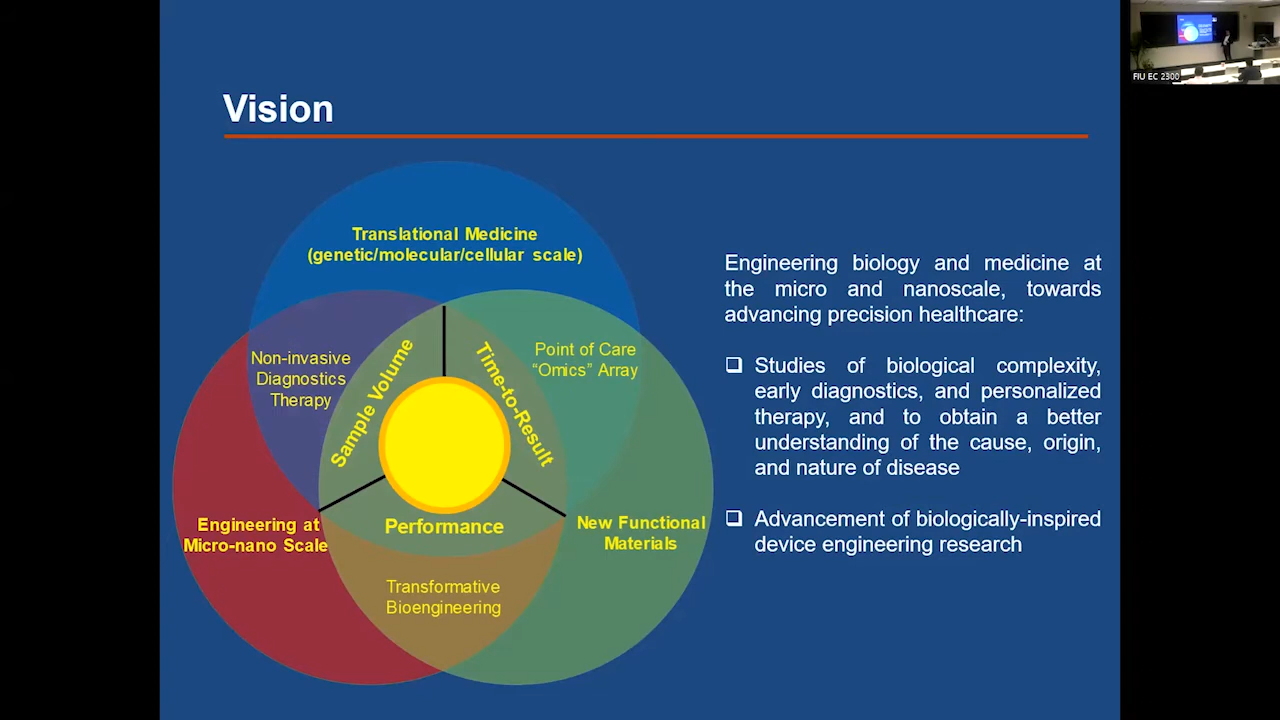 FIU EC 2300
Vision
Translational Medicine
(genetic/molecular/cellular scale)
Non-invasive
Diagnostics
Therapy
Sample Volume
Time-to-Result
Point of Care
“Omics” Array
Engineering at
Micro-nano Scale
Performance
New Functional
Materials
Transformative
Bioengineering
Engineering biology and medicine at
the micro and nanoscale, towards
advancing precision healthcare:
Studies of biological complexity,
early diagnostics, and personalized
therapy, and to obtain a better
understanding of the cause, origin,
and nature of disease
Advancement of biologically-inspired
device engineering research